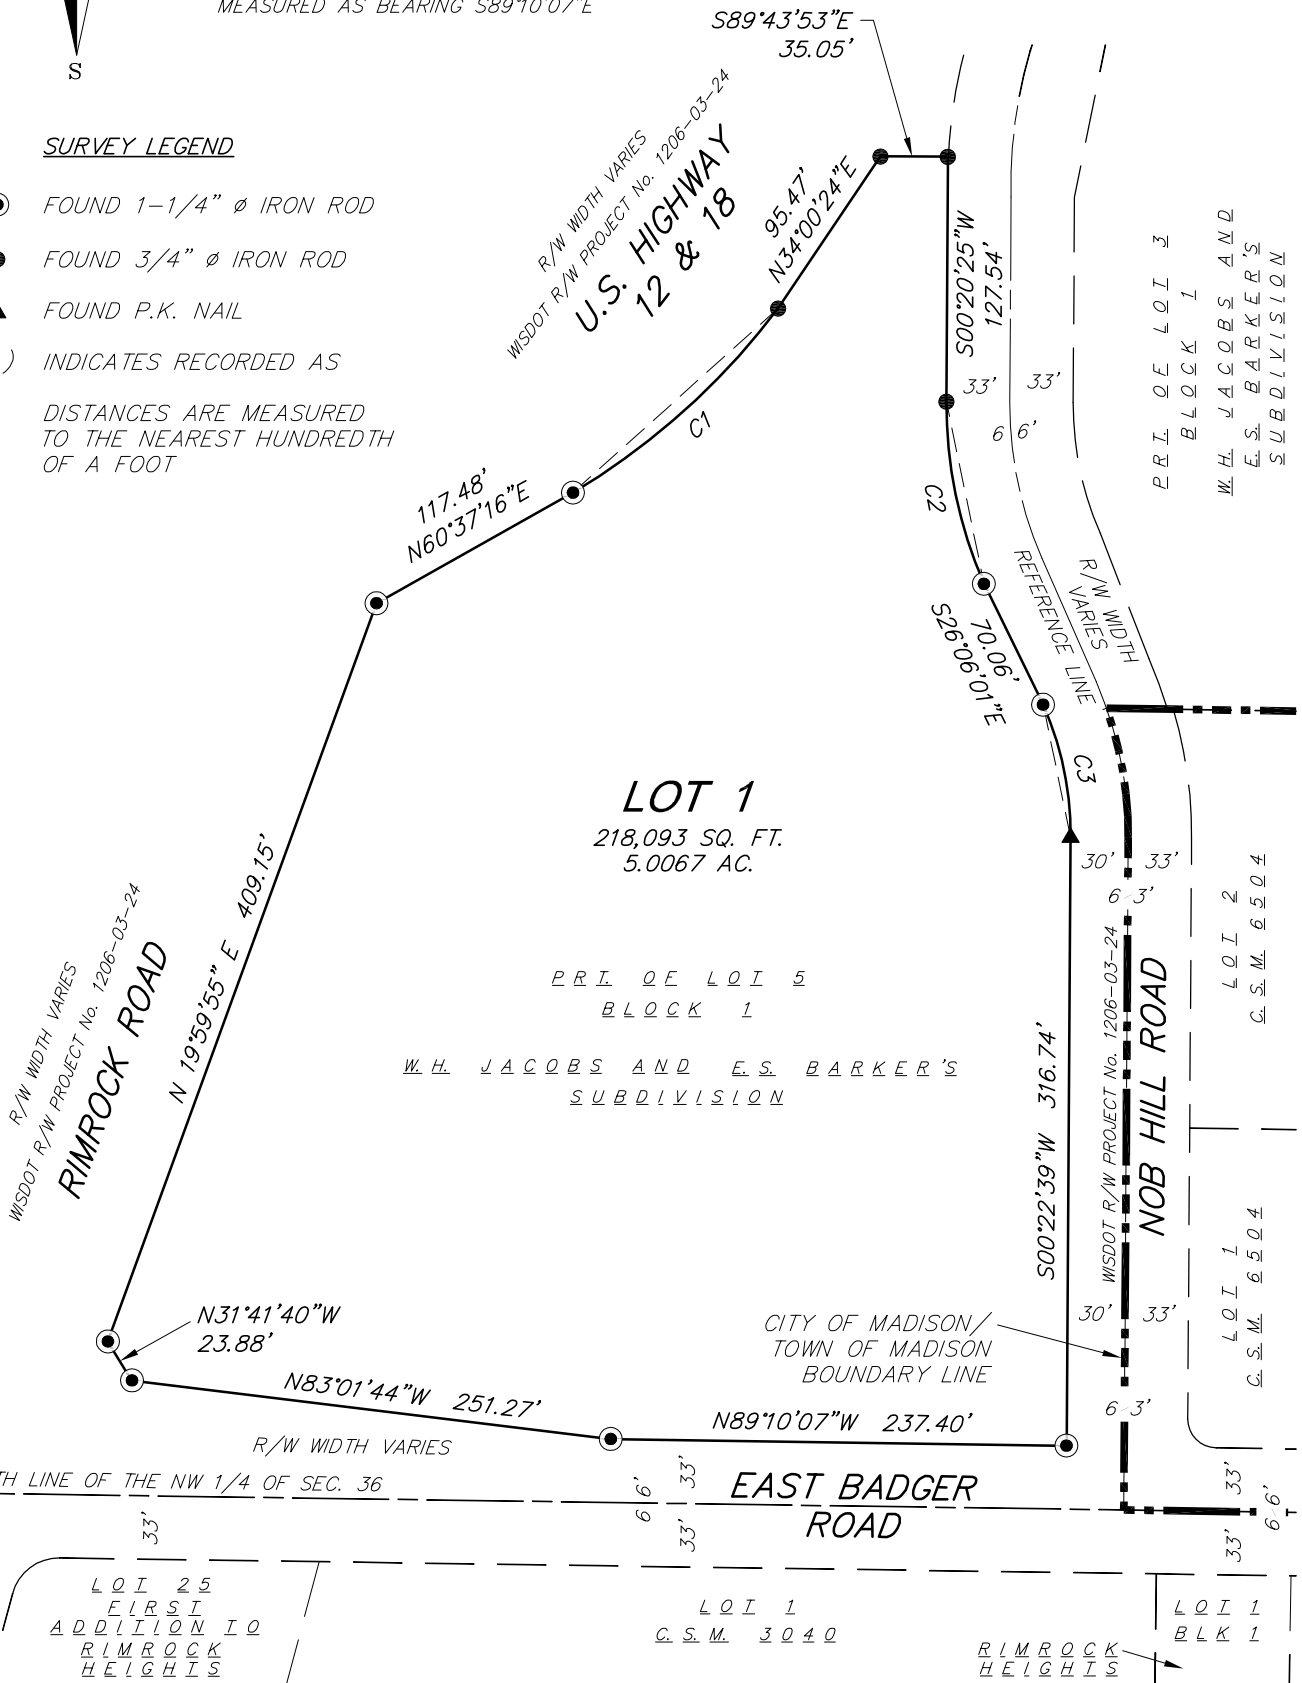 MEASURED AS BEARING S89°10'07"E
S
SURVEY LEGEND
FOUND 1-1/4" ø IRON ROD
FOUND 3/4" ø IRON ROD
FOUND P.K. NAIL
) INDICATES RECORDED AS
DISTANCES ARE MEASURED
TO THE NEAREST HUNDREDTH
OF A FOOT
S89°43'53"E
35.05'
R/W WIDTH VARIES
WISDOT R/W PROJECT No. 1206-03-24
U.S. HIGHWAY
12 & 18
95.47'
N34°00'24"E
S00°20'25"W
127.54'
33' 33'
6 6'
PRT. OF LOT 3
BLOCK 1
W.H. JACOBS AND
E.S. BARKER'S
SUBDIVISION
C1
117.48'
N60°37'16"E
C2
REFERENCE LINE
R/W WIDTH
VARIES
70.06'
S26°06'01"E
C3
LOT 1
218,093 SQ. FT.
5.0067 AC.
30' 33'
6 3'
N 19°59'55" E 409.15'
R/W WIDTH VARIES
WISDOT R/W PROJECT No. 1206-03-24
RIMROCK ROAD
PRT. OF LOT 5
BLOCK 1
W.H. JACOBS AND E.S. BARKER'S
SUBDIVISION
S00°22'39"W 316.74'
WISDOT R/W PROJECT No. 1206-03-24
NOB HILL ROAD
LOT 2
C.S.M. 6504
LOT 1
C.S.M. 6504
N31°41'40"W
23.88'
CITY OF MADISON/
TOWN OF MADISON
BOUNDARY LINE
30' 33'
6 3'
N83°01'44"W 251.27'
N89°10'07"W 237.40'
R/W WIDTH VARIES
TH LINE OF THE NW 1/4 OF SEC. 36
33'
6 6'
33'
33'
EAST BADGER
ROAD
33'
6 6'
33'
LOT 25
FIRST
ADDITION TO
RIMROCK
HEIGHTS
LOT 1
C.S.M. 3040
RIMROCK
HEIGHTS
LOT 1
BLK 1